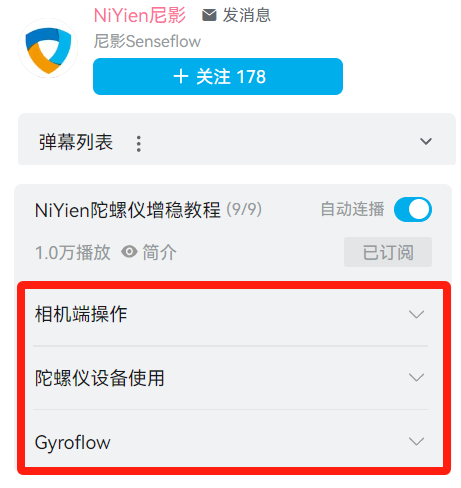 NiYien尼影 发消息
尼影Senseflow
+ 关注 178
弹幕列表
NiYien陀螺仪增稳教程 (9/9) 自动连播
1.0万播放 简介 已订阅
相机端操作
陀螺仪设备使用
Gyroflow